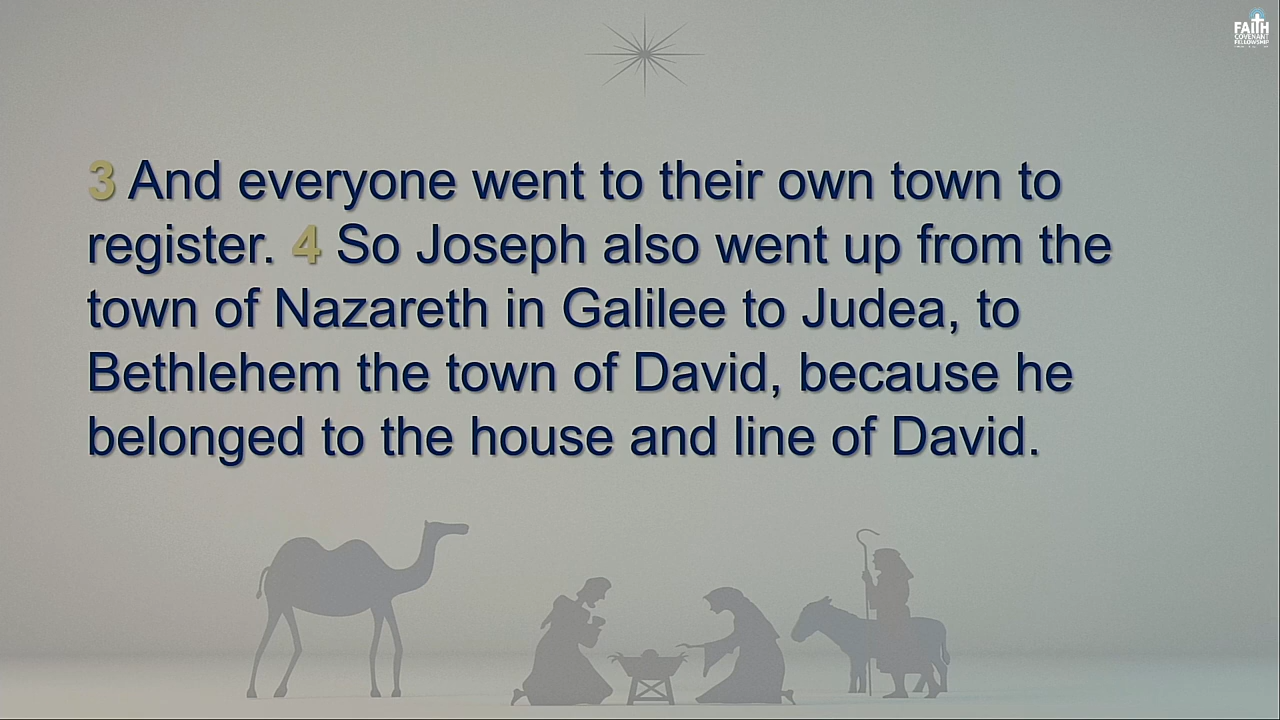 FAITH
COVENANT
FELLOWSHIP
3 And everyone went to their own town to
register. 4 So Joseph also went up from the
town of Nazareth in Galilee to Judea, to
Bethlehem the town of David, because he
belonged to the house and line of David.